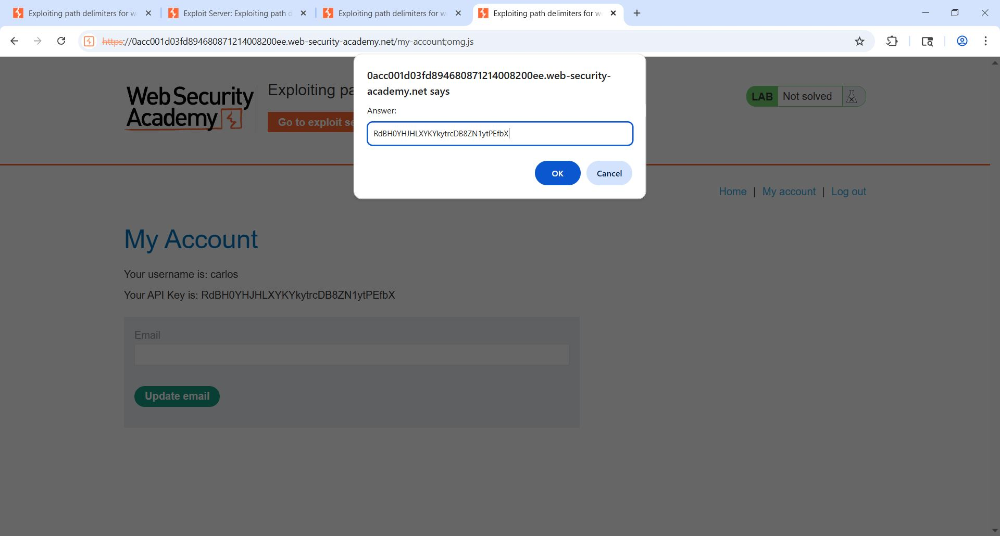 Exploiting path delimiters for w
Exploit Server: Exploiting path d
Exploiting path delimiters for w
Exploiting path delimiters for w
https://0acc001d03fd894680871214008200ee.web-security-academy.net/my-account;omg.js
0acc001d03fd894680871214008200ee.web-security-
academy.net says
Answer:
RdBH0YHJHLXYKYkytrcDB8ZN1ytPEfbX
OK
Cancel
Web Security
Academy
Exploiting pa
Go to exploit se
LAB
Not solved
Home | My account | Log out
My Account
Your username is: carlos
Your API Key is: RdBH0YHJHLXYKYkytrcDB8ZN1ytPEfbX
Email
Update email